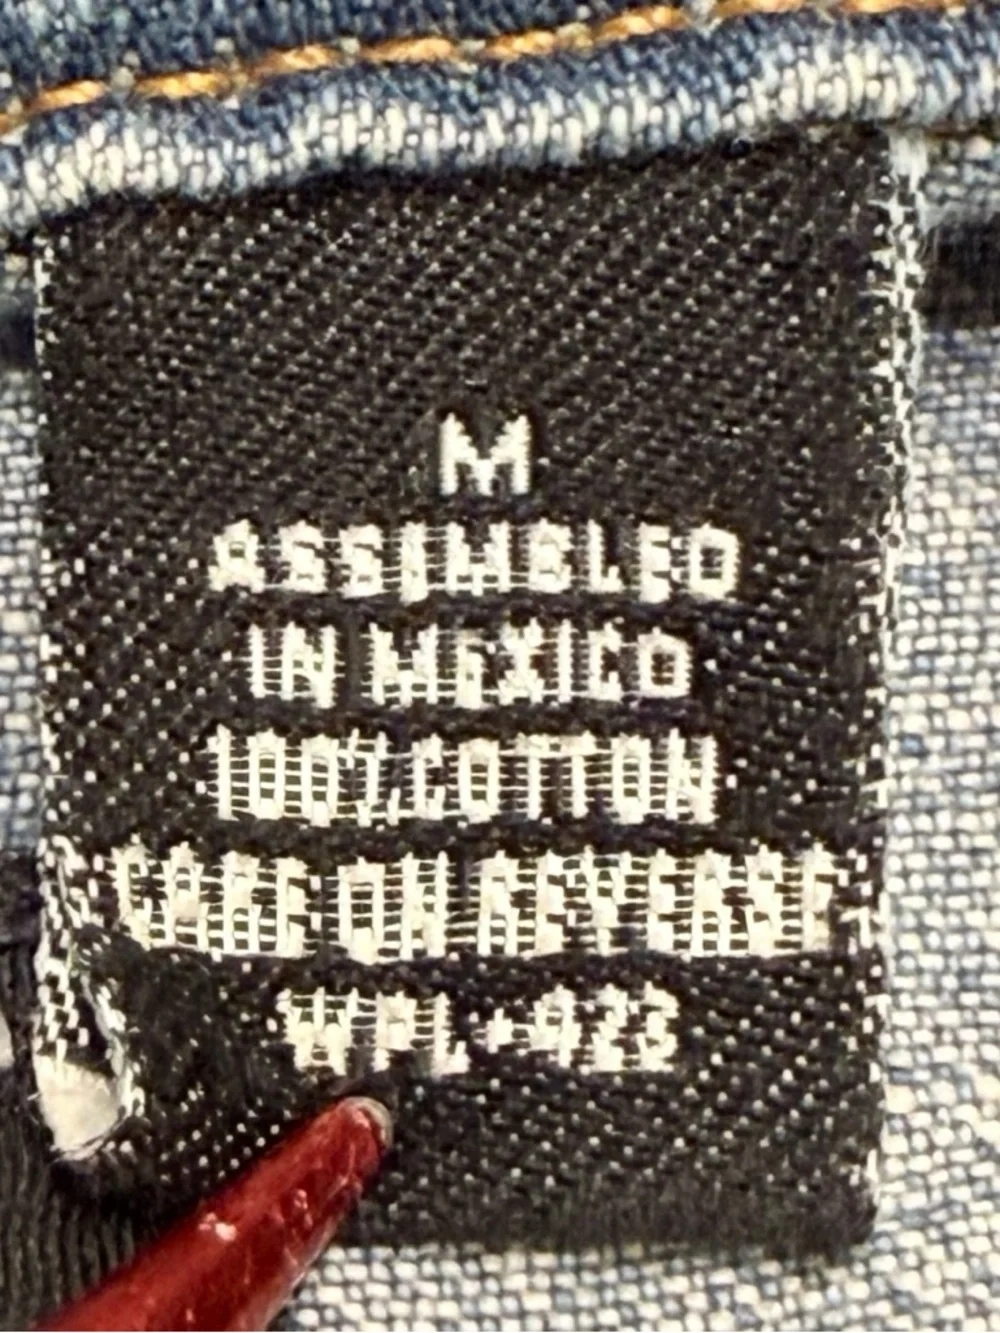 M
ASSEMBLED
IN MEXICO
100% COTTON
CARE ON REVERSE
WPL-423